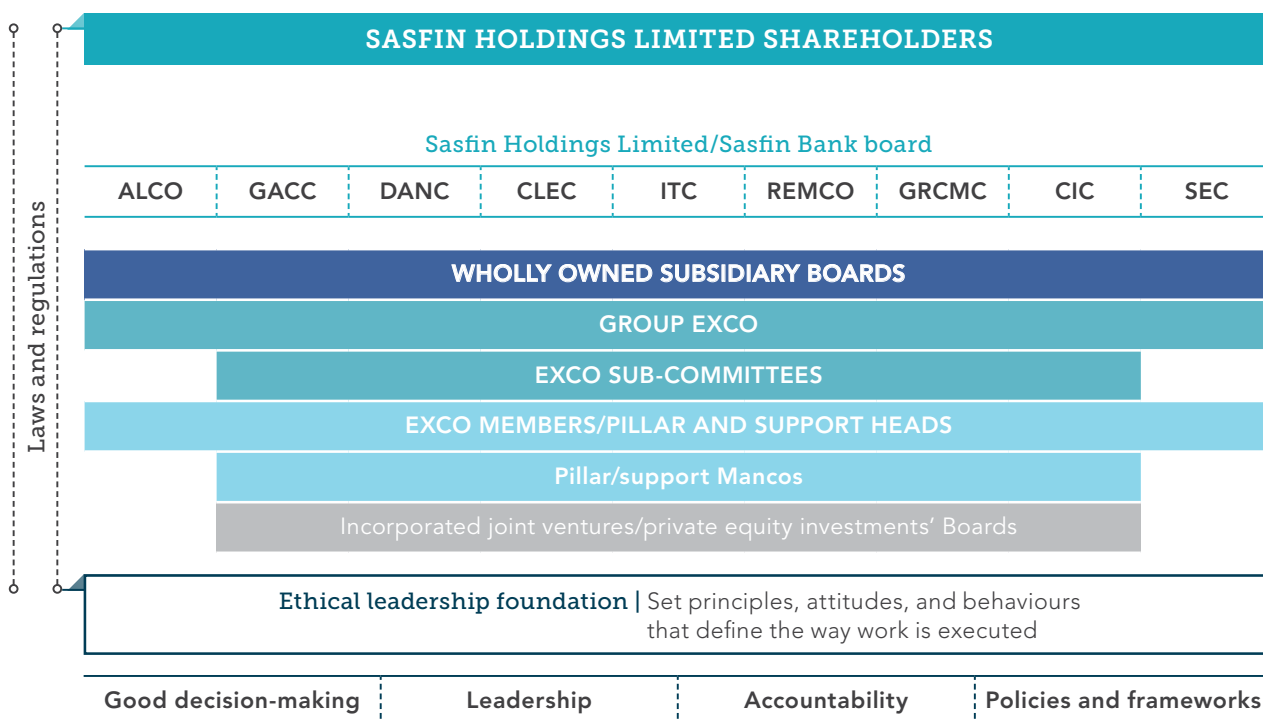 SASFIN HOLDINGS LIMITED SHAREHOLDERS
Sasfin Holdings Limited/Sasfin Bank board
ALCO GACC DANC CLEC ITC REMCO GRCMC CIC SEC
Laws and regulations
WHOLLY OWNED SUBSIDIARY BOARDS
GROUP EXCO
EXCO SUB-COMMITTEES
EXCO MEMBERS/PILLAR AND SUPPORT HEADS
Pillar/support Mancos
Incorporated joint ventures/private equity investments’ Boards
Ethical leadership foundation | Set principles, attitudes, and behaviours
that define the way work is executed
Good decision-making Leadership Accountability Policies and frameworks